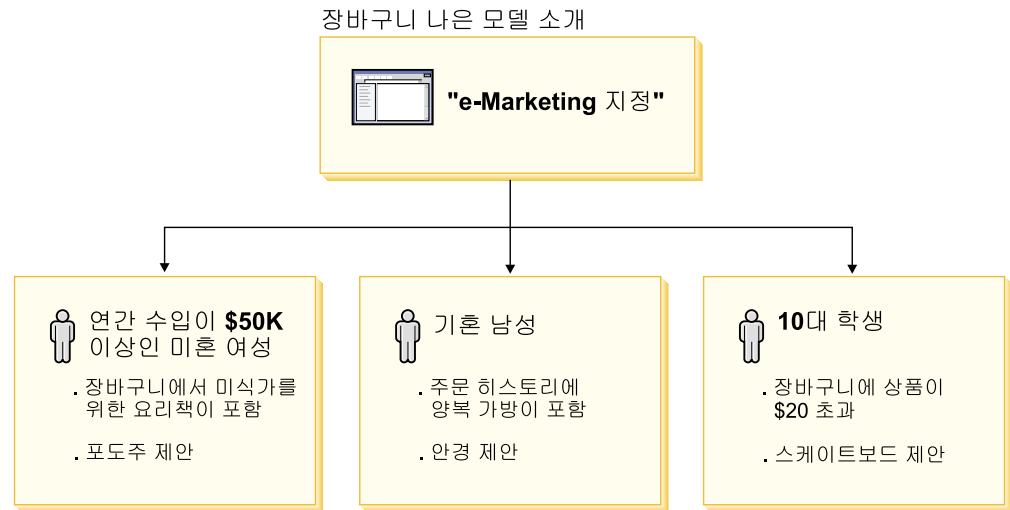 장바구니 나은 모델 소개
"e-Marketing 지정"
연간 수입이 $50K
이상인 미혼 여성
. 장바구니에서 미식가를
위한 요리책이 포함
. 포도주 제안
기혼 남성
. 주문 히스토리에
양복 가방이 포함
. 안경 제안
10대 학생
. 장바구니에 상품이
$20 초과
. 스케이트보드 제안